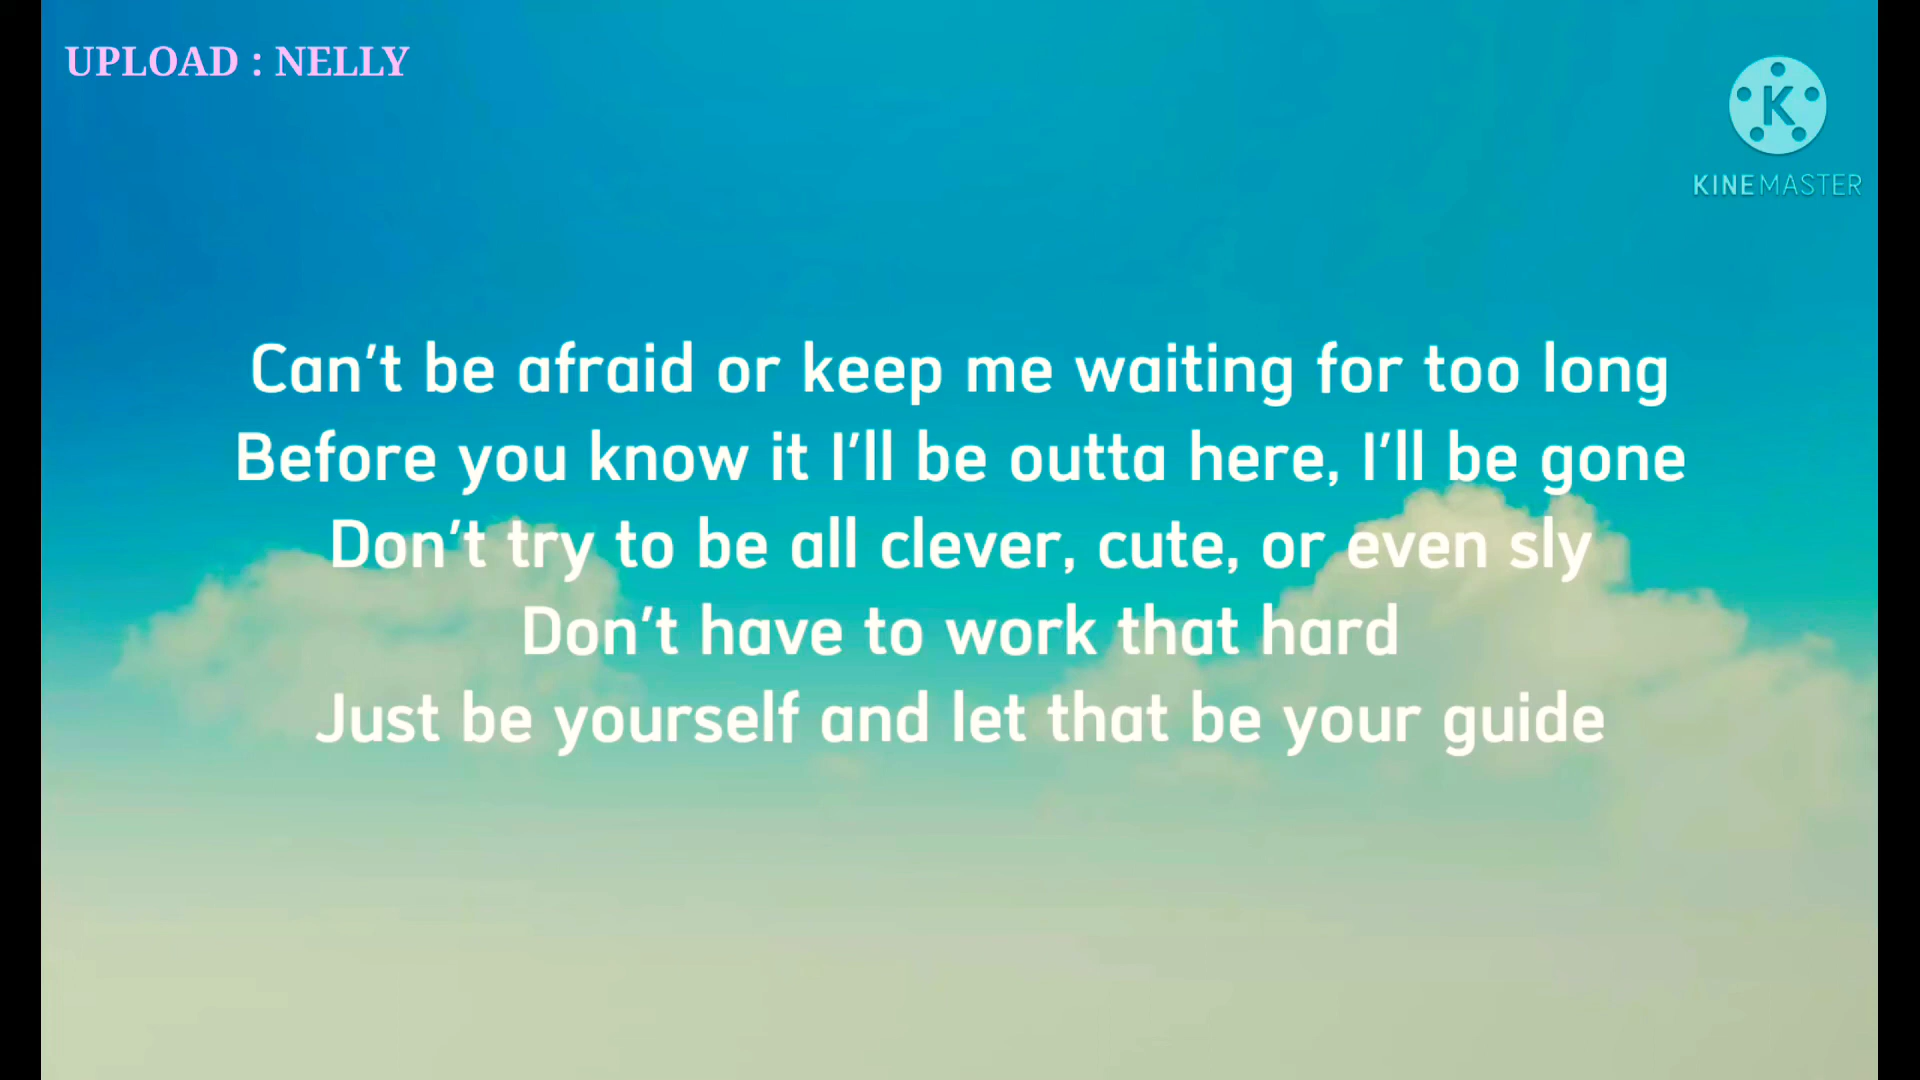 UPLOAD : NELLY
KINEMASTER
Can't be afraid or keep me waiting for too long
Before you know it I'll be outta here, I'll be gone
Don't try to be all clever, cute, or even sly
Don't have to work that hard
Just be yourself and let that be your guide